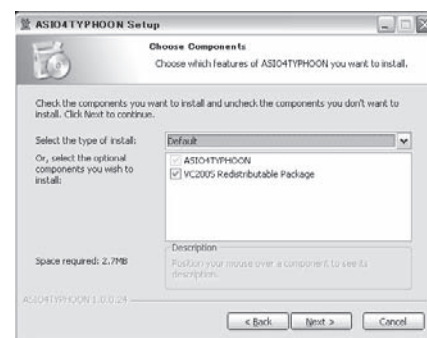 ASIO4TYPHOON Setup
Choose Components
Choose which features of ASIO4TYPHOON you want to install.
Check the components you want to install and uncheck the components you don't want to
install. Click Next to continue.
Select the type of install:
Default
Or, select the optional
components you wish to
install:
ASIO4TYPHOON
VC2005 Redistributable Package
Space required: 2.7MB
Description
Position your mouse over a component to see its
description.
ASIO4TYPHOON 1.0.0.24
< Back
Next >
Cancel